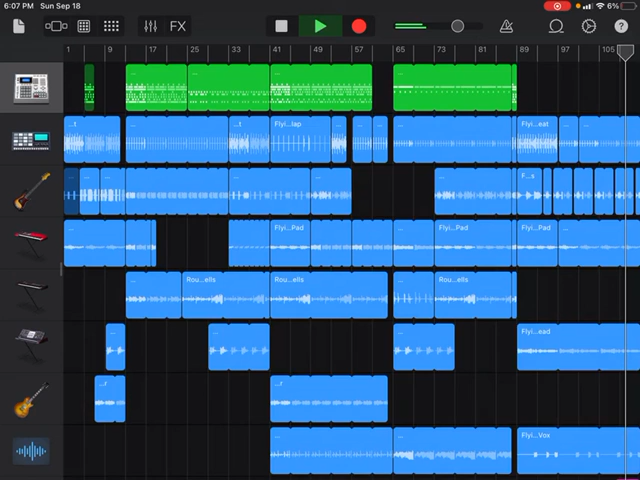 6:07 PM Sun Sep 18
FX
?
1 9 17 25 33 41 49 57 65 73 81 89 97 105
... ... ... ... ...
...t ... ...t Flyi...lap ... ... ... ... Flyi...eat ... ...
... ... ... ... ... ... F...s ... ... ... ... ...
... ... ... Flyi...Pad ... ... ... Flyi...Pad Flyi...Pad
... Rou...ells Rou...ells ... Rou...ells
... ... ... Flyi...ead
...f ...r
... ... Flyi...Vox